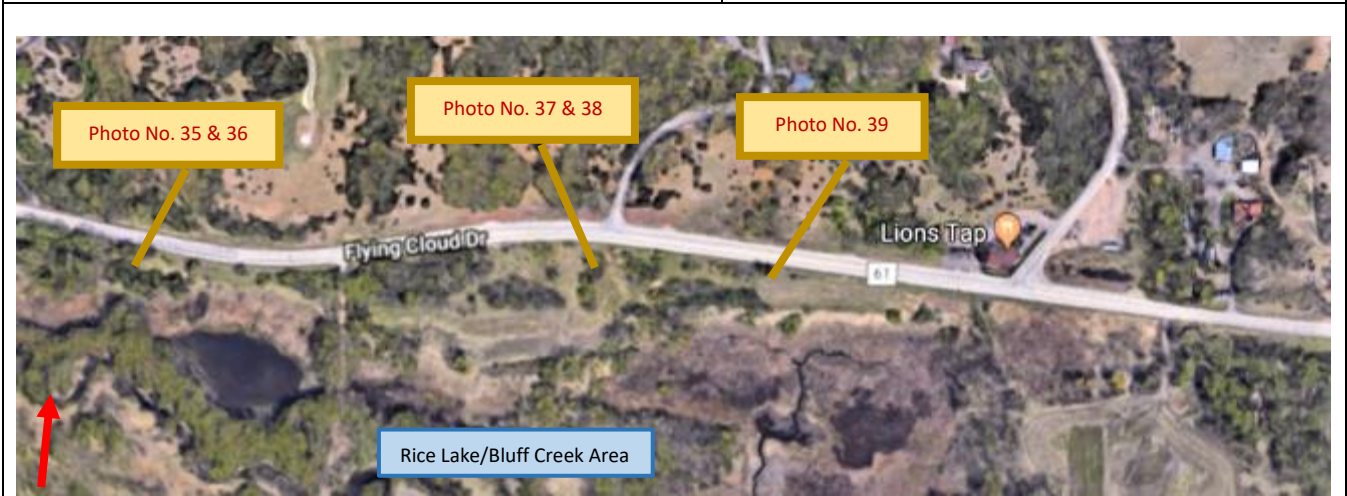 Photo No. 35 & 36
Photo No. 37 & 38
Photo No. 39
Lions Tap
Flying Cloud Dr
61
Rice Lake/Bluff Creek Area